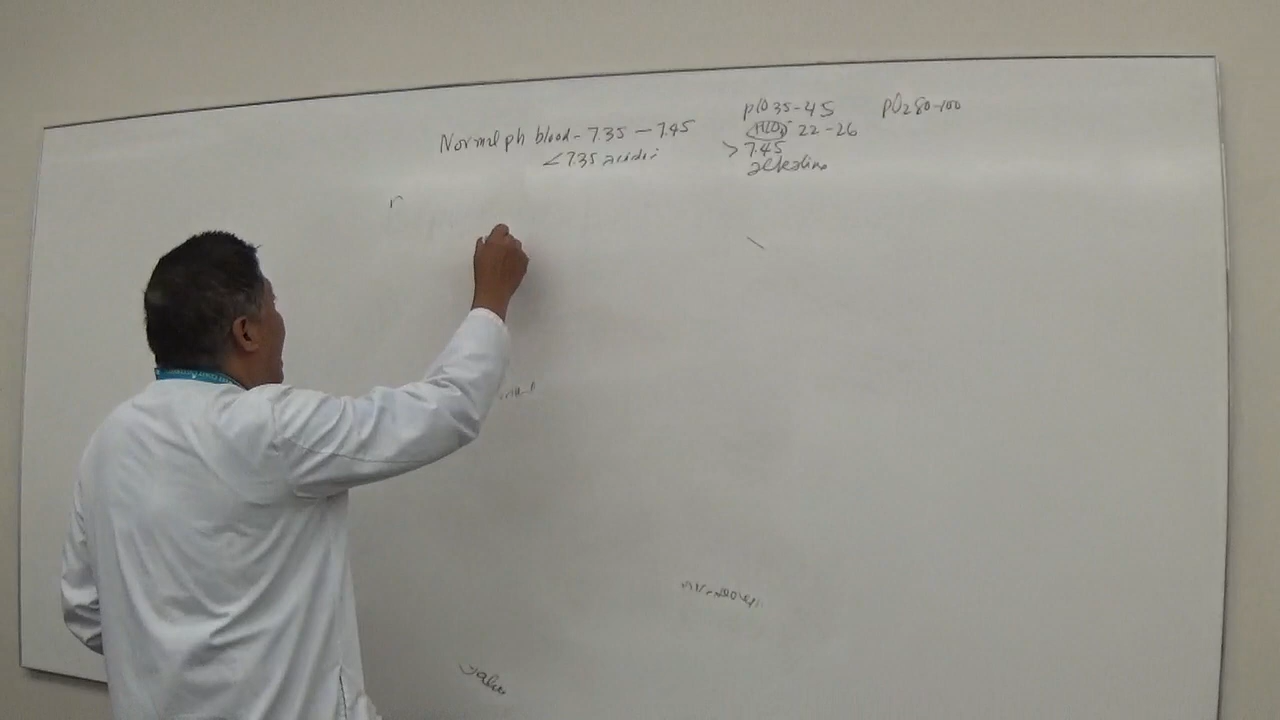 Normal ph blood - 7.35 - 7.45
< 7.35 acidic
pCO 35-45 pO2 80-100
HCO3- 22-26
> 7.45
alkaline
r